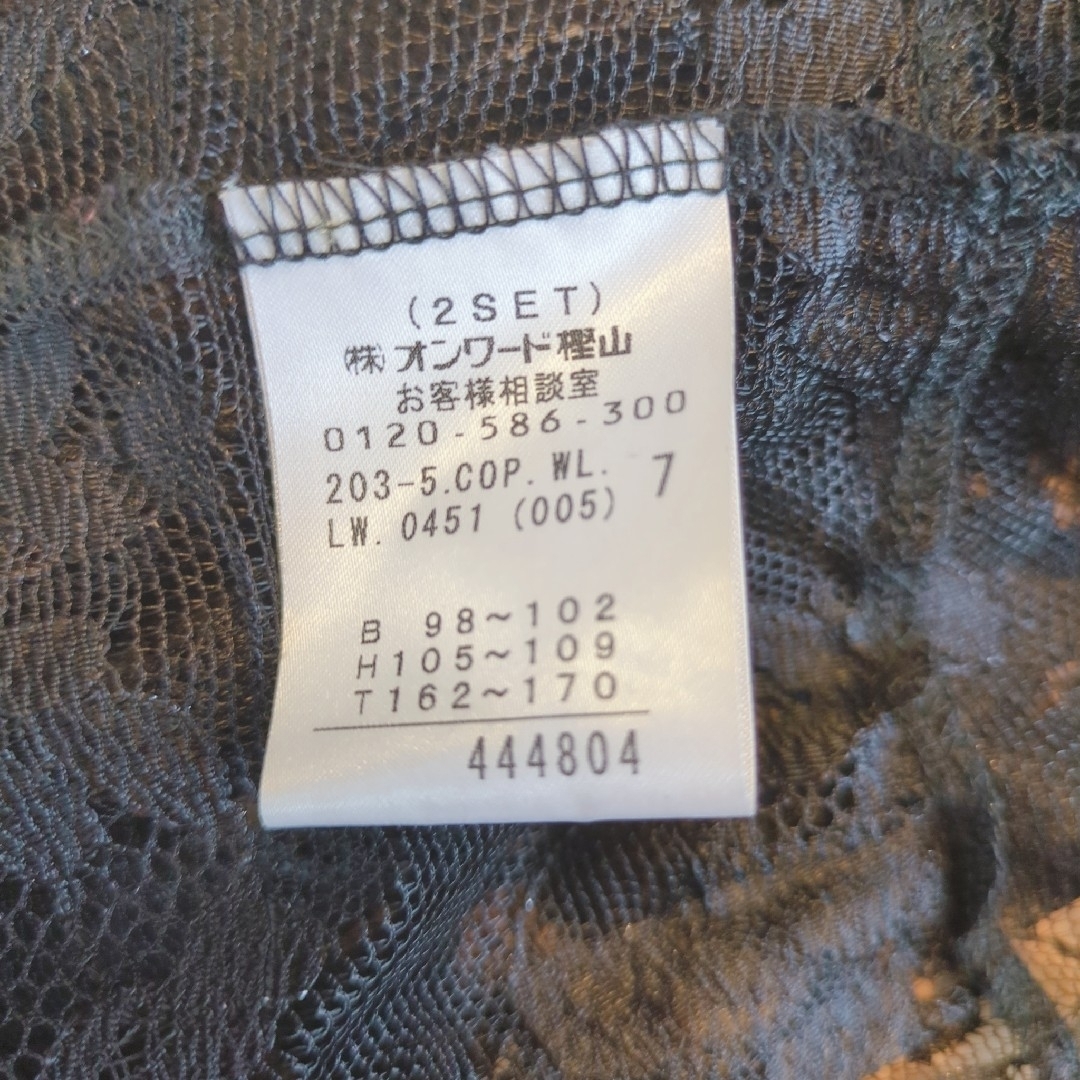 (2SET)
㈱オンワード樫山
お客様相談室
0120-586-300
203-5.COP.WL. 7
LW. 0451 (005)
B 98~102
H105~109
T162~170
444804